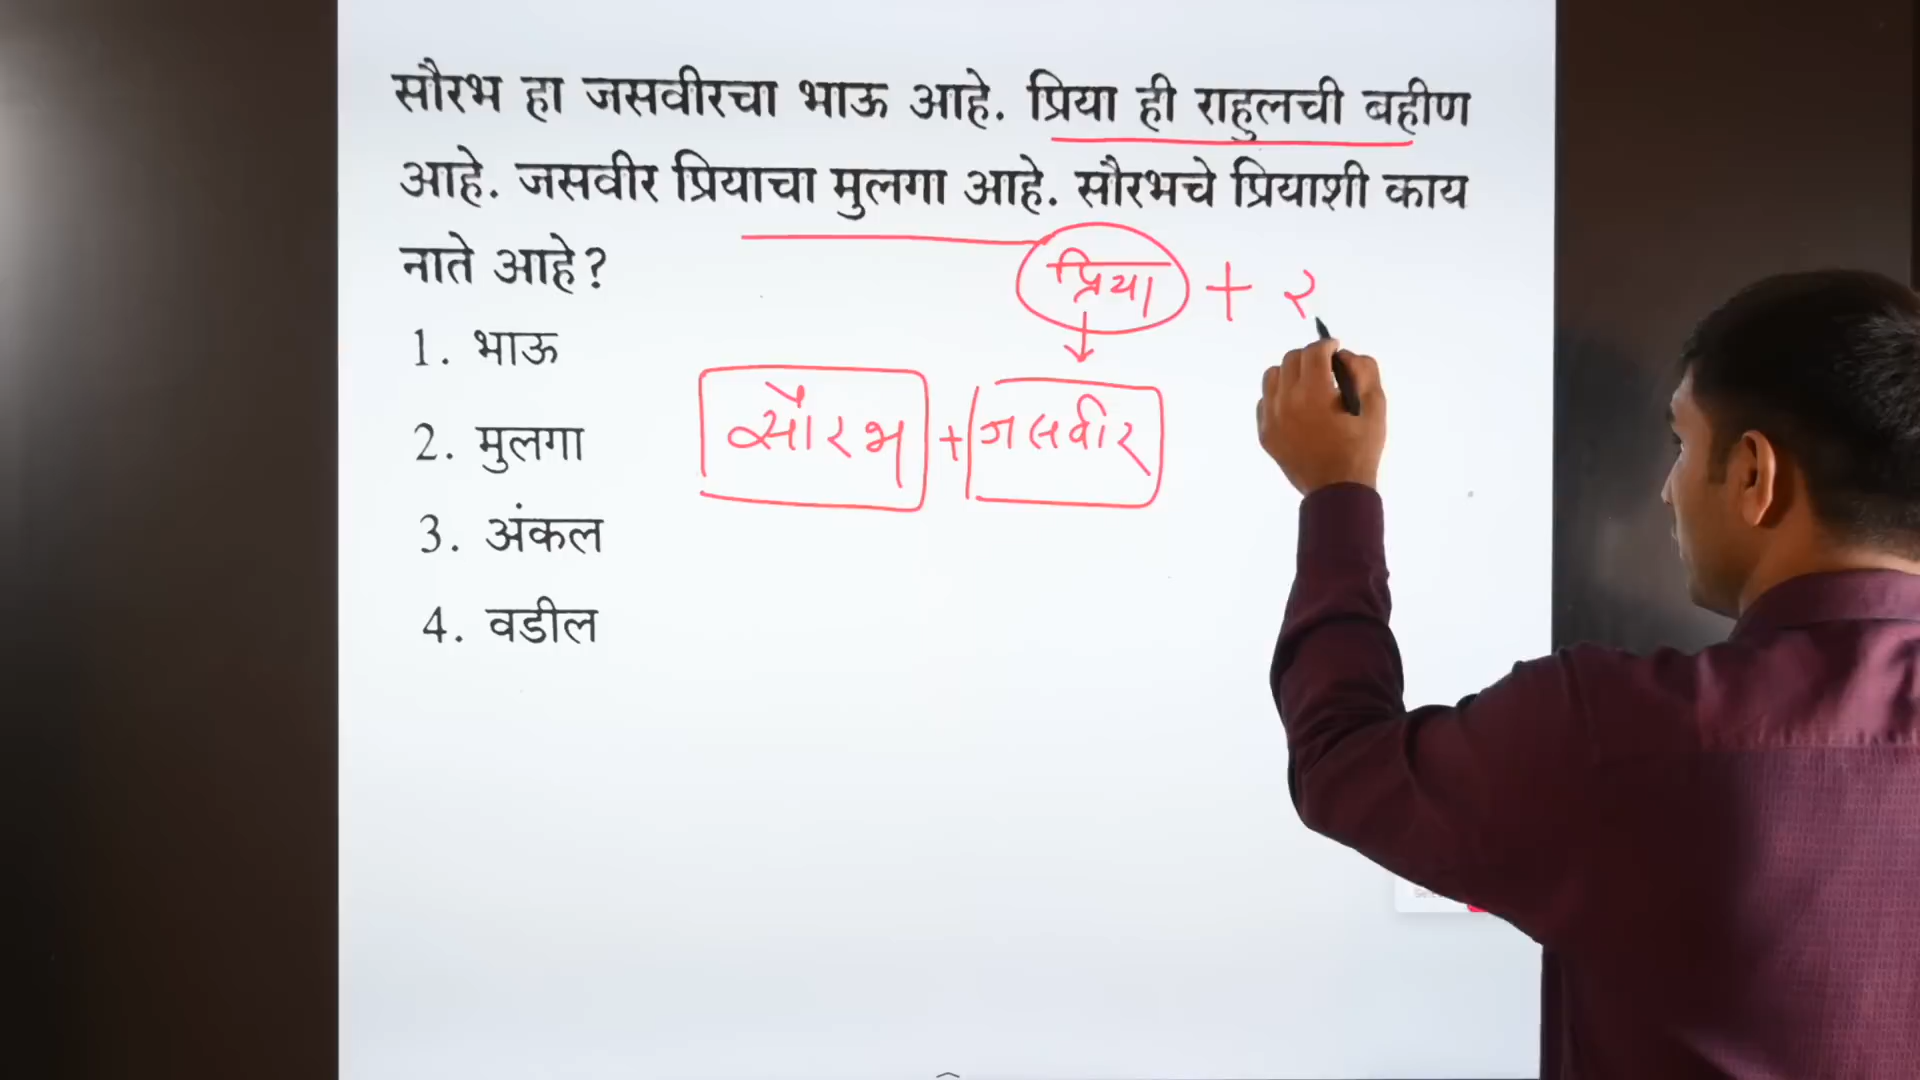 सौरभ हा जसवीरचा भाऊ आहे. प्रिया ही राहुलची बहीण
आहे. जसवीर प्रियाचा मुलगा आहे. सौरभचे प्रियाशी काय
नाते आहे?
प्रिया + र
1. भाऊ
सौरभ + जसवीर
2. मुलगा
3. अंकल
4. वडील